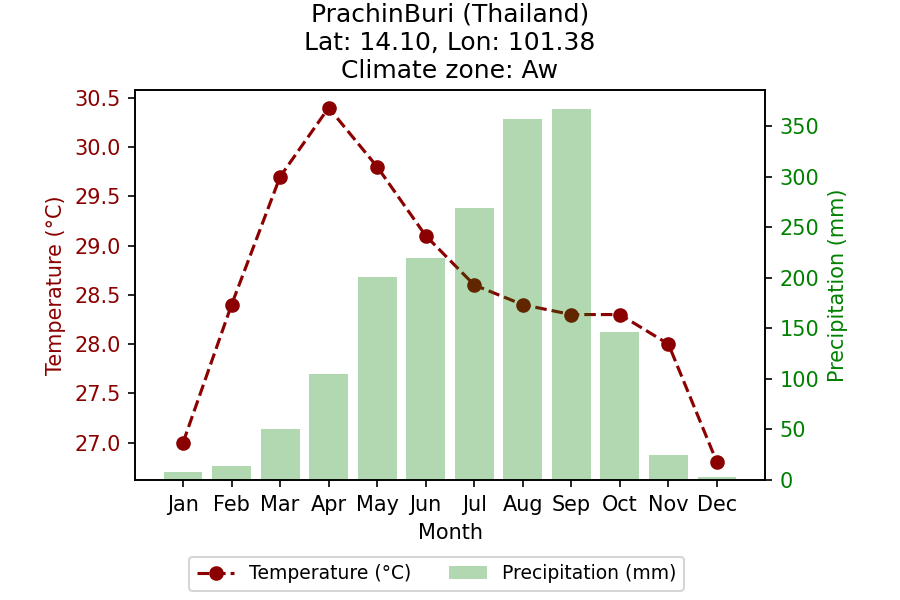 PrachinBuri (Thailand)
Lat: 14.10, Lon: 101.38
Climate zone: Aw
30.5
30.0
29.5
29.0
28.5
28.0
27.5
27.0
Temperature (°C)
350
300
250
200
150
100
50
0
Precipitation (mm)
Jan Feb Mar Apr May Jun Jul Aug Sep Oct Nov Dec
Month
Temperature (°C) Precipitation (mm)